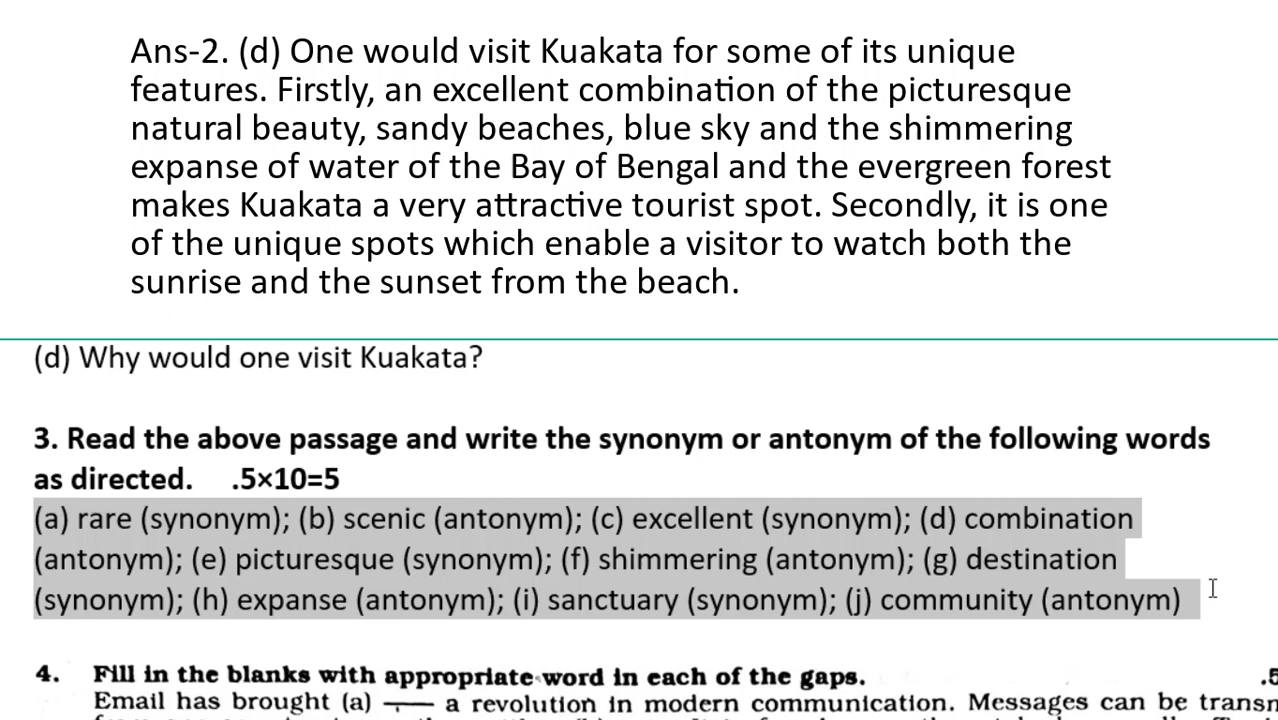 Ans-2. (d) One would visit Kuakata for some of its unique
features. Firstly, an excellent combination of the picturesque
natural beauty, sandy beaches, blue sky and the shimmering
expanse of water of the Bay of Bengal and the evergreen forest
makes Kuakata a very attractive tourist spot. Secondly, it is one
of the unique spots which enable a visitor to watch both the
sunrise and the sunset from the beach.
(d) Why would one visit Kuakata?
3. Read the above passage and write the synonym or antonym of the following words
as directed. .5×10=5
(a) rare (synonym); (b) scenic (antonym); (c) excellent (synonym); (d) combination
(antonym); (e) picturesque (synonym); (f) shimmering (antonym); (g) destination
(synonym); (h) expanse (antonym); (i) sanctuary (synonym); (j) community (antonym)
4. Fill in the blanks with appropriate word in each of the gaps. .5
Email has brought (a) — a revolution in modern communication. Messages can be